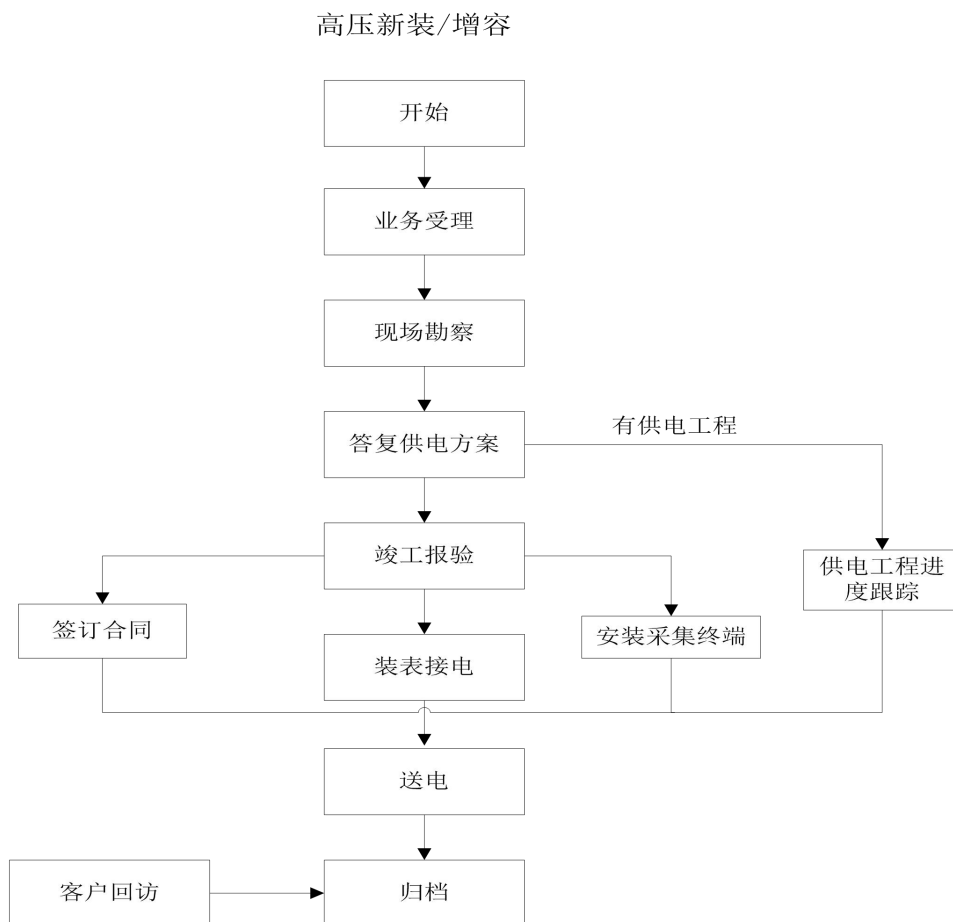 高压新装/增容
开始
业务受理
现场勘察
答复供电方案
有供电工程
竣工报验
供电工程进
度跟踪
签订合同
装表接电
安装采集终端
送电
客户回访
归档